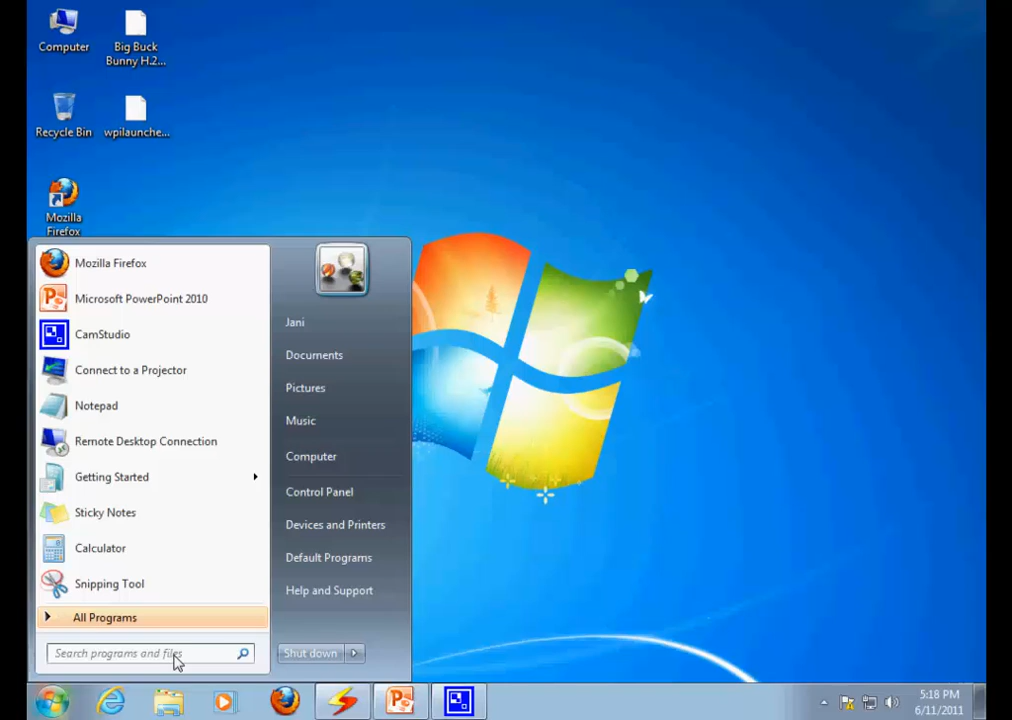 Computer
Big Buck
Bunny H.2...
Recycle Bin
wpilaunche...
Mozilla
Firefox
Mozilla Firefox
Microsoft PowerPoint 2010
CamStudio
Connect to a Projector
Notepad
Remote Desktop Connection
Getting Started
Sticky Notes
Calculator
Snipping Tool
All Programs
Search programs and files
Jani
Documents
Pictures
Music
Computer
Control Panel
Devices and Printers
Default Programs
Help and Support
Shut down
5:18 PM
6/11/2011